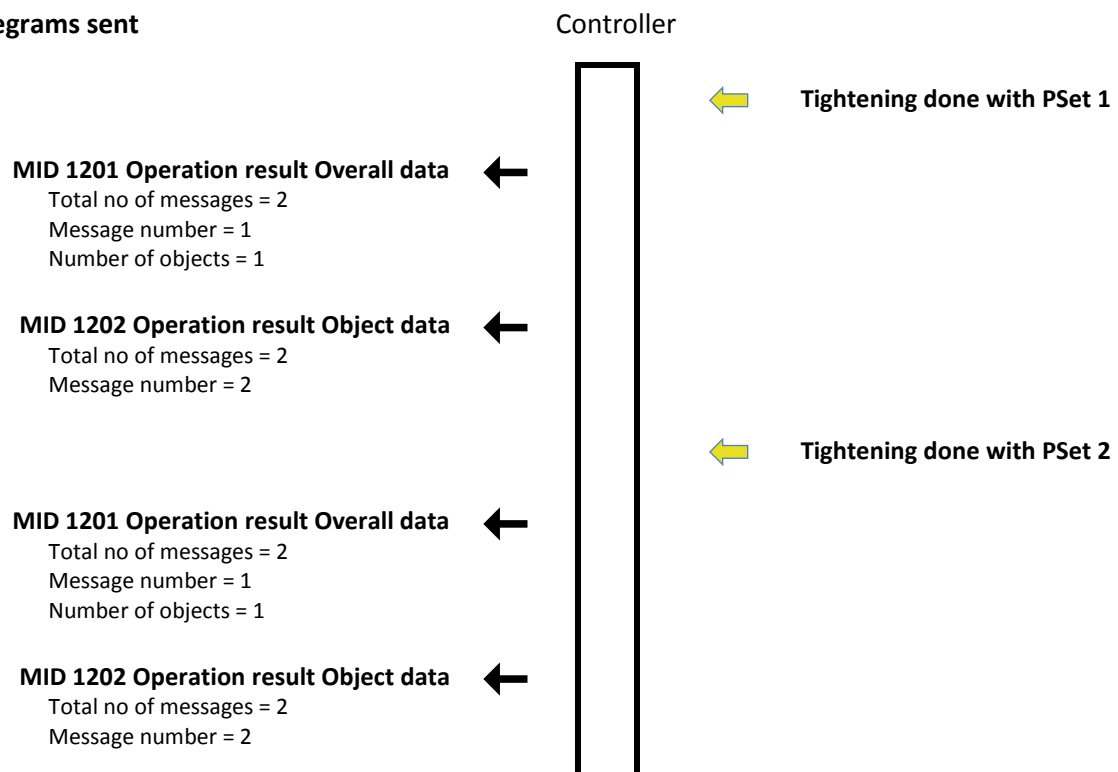 egrams sent
Controller
Tightening done with PSet 1
MID 1201 Operation result Overall data
Total no of messages = 2
Message number = 1
Number of objects = 1
MID 1202 Operation result Object data
Total no of messages = 2
Message number = 2
Tightening done with PSet 2
MID 1201 Operation result Overall data
Total no of messages = 2
Message number = 1
Number of objects = 1
MID 1202 Operation result Object data
Total no of messages = 2
Message number = 2